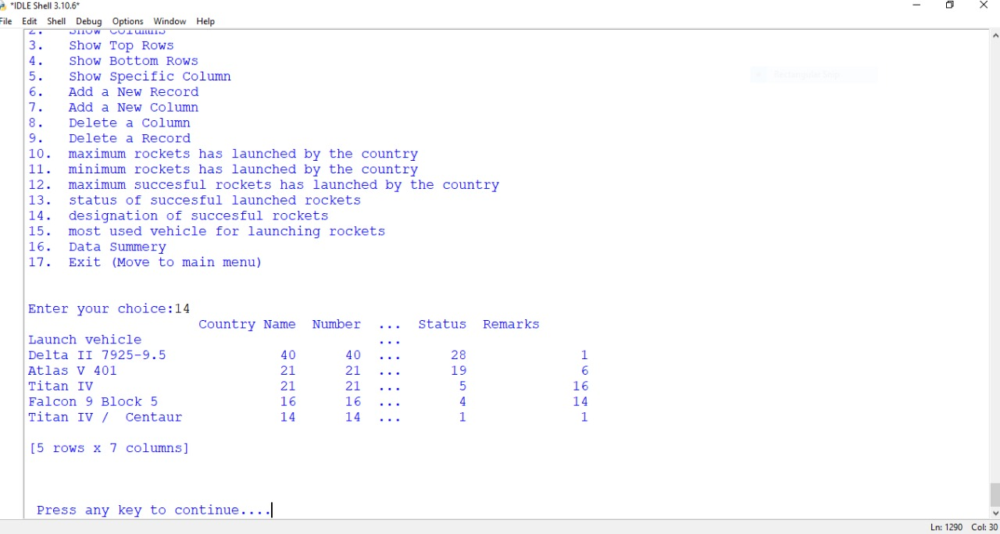 *IDLE Shell 3.10.6*
File Edit Shell Debug Options Window Help
2. Show Columns
3. Show Top Rows
4. Show Bottom Rows
5. Show Specific Column
6. Add a New Record
7. Add a New Column
8. Delete a Column
9. Delete a Record
10. maximum rockets has launched by the country
11. minimum rockets has launched by the country
12. maximum succesful rockets has launched by the country
13. status of succesful launched rockets
14. designation of succesful rockets
15. most used vehicle for launching rockets
16. Data Summery
17. Exit (Move to main menu)
Enter your choice:14
Country Name Number ... Status Remarks
Launch vehicle ...
Delta II 7925-9.5 40 40 ... 28 1
Atlas V 401 21 21 ... 19 6
Titan IV 21 21 ... 5 16
Falcon 9 Block 5 16 16 ... 4 14
Titan IV / Centaur 14 14 ... 1 1
[5 rows x 7 columns]
Press any key to continue....
Ln: 1290 Col: 30